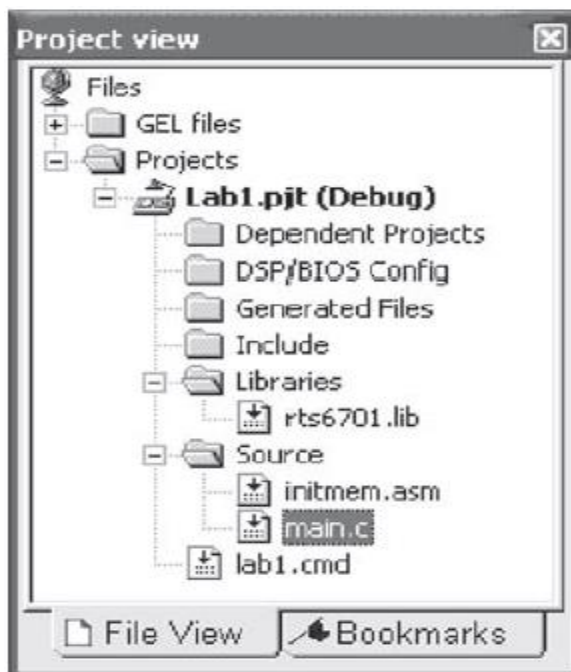 Project view
Files
GEL files
Projects
Lab1.pjt (Debug)
Dependent Projects
DSP/BIOS Config
Generated Files
Include
Libraries
rts6701.lib
Source
initmem.asm
main.c
lab1.cmd
File View
Bookmarks